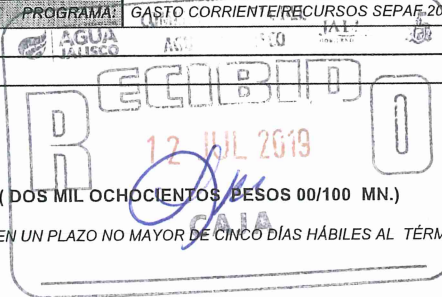 PROGRAMA: GASTO CORRIENTE/RECURSOS SEPAF 20
AGUA
JALISCO
RECIBIDO
12 JUL 2019
( DOS MIL OCHOCIENTOS PESOS 00/100 MN.)
EN UN PLAZO NO MAYOR DE CINCO DÍAS HÁBILES AL TÉRM
CAJA